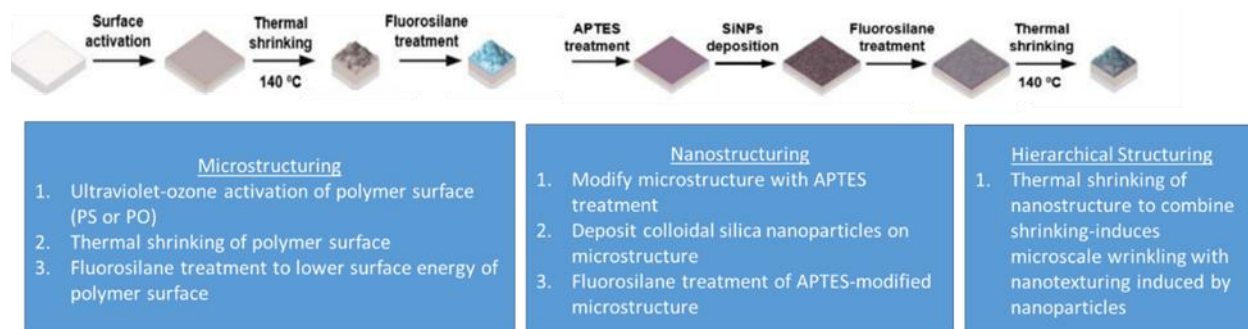 Surface
activation
Thermal
shrinking
140 ºC
Fluorosilane
treatment
APTES
treatment
SiNPs
deposition
Fluorosilane
treatment
Thermal
shrinking
140 ºC
Microstructuring
1. Ultraviolet-ozone activation of polymer surface
(PS or PO)
2. Thermal shrinking of polymer surface
3. Fluorosilane treatment to lower surface energy of
polymer surface
Nanostructuring
1. Modify microstructure with APTES
treatment
2. Deposit colloidal silica nanoparticles on
microstructure
3. Fluorosilane treatment of APTES-modified
microstructure
Hierarchical Structuring
1. Thermal shrinking of
nanostructure to combine
shrinking-induces
microscale wrinkling with
nanotexturing induced by
nanoparticles